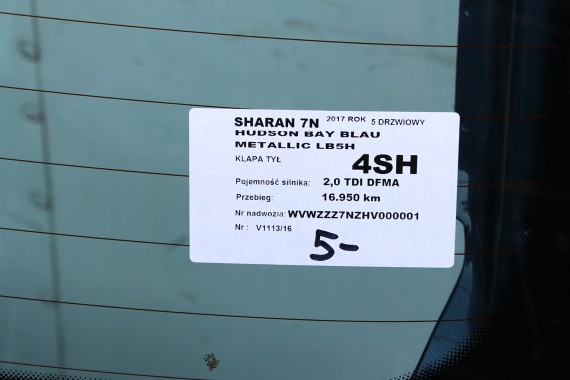 SHARAN 7N 2017 ROK 5 DRZWIOWY
HUDSON BAY BLAU
METALLIC LB5H
KLAPA TYŁ 4SH
Pojemność silnika: 2,0 TDI DFMA
Przebieg: 16.950 km
Nr nadwozia: WVWZZZ7NZHV000001
Nr : V1113/16
5-